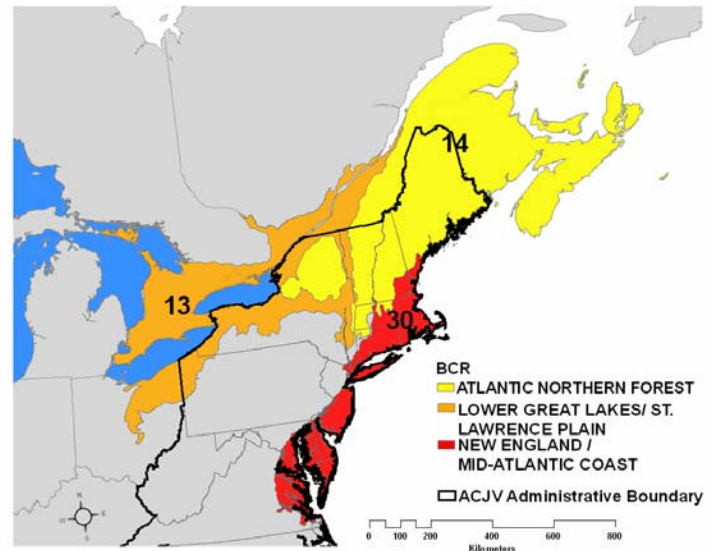 14
13
30
BCR
ATLANTIC NORTHERN FOREST
LOWER GREAT LAKES/ ST.
LAWRENCE PLAIN
NEW ENGLAND /
MID-ATLANTIC COAST
ACJV Administrative Boundary
N
W E
S
0 50 100 200 400 600 800
Kilometers